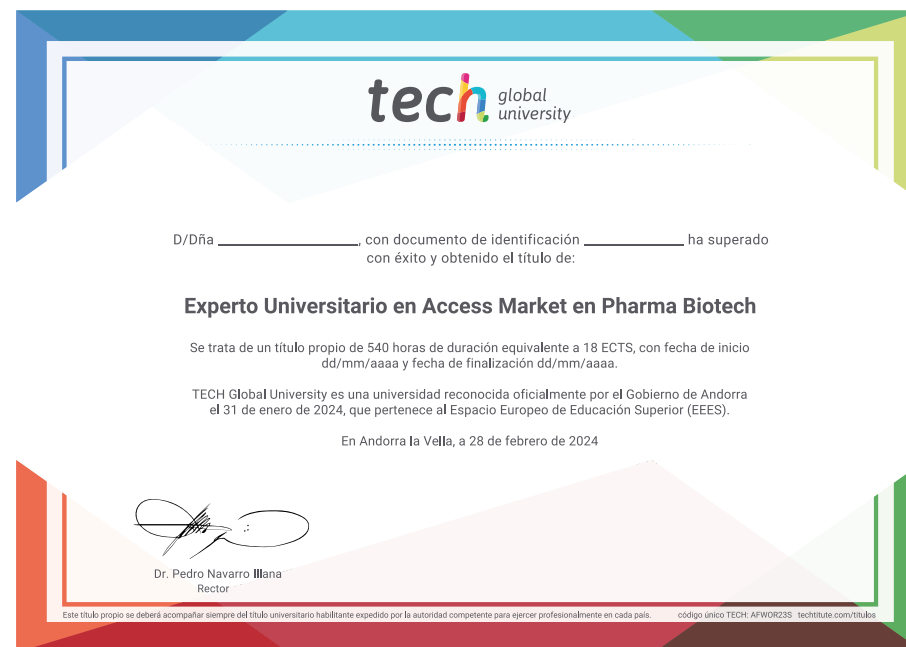 tech global university
D/Dña ____________, con documento de identificación ____________ ha superado
con éxito y obtenido el título de:
Experto Universitario en Access Market en Pharma Biotech
Se trata de un título propio de 540 horas de duración equivalente a 18 ECTS, con fecha de inicio
dd/mm/aaaa y fecha de finalización dd/mm/aaaa.
TECH Global University es una universidad reconocida oficialmente por el Gobierno de Andorra
el 31 de enero de 2024, que pertenece al Espacio Europeo de Educación Superior (EEES).
En Andorra la Vella, a 28 de febrero de 2024
Dr. Pedro Navarro Illana
Rector
Este título propio se deberá acompañar siempre del título universitario habilitante expedido por la autoridad competente para ejercer profesionalmente en cada país. código único TECH: AFWOR23S techtitute.com/titulos